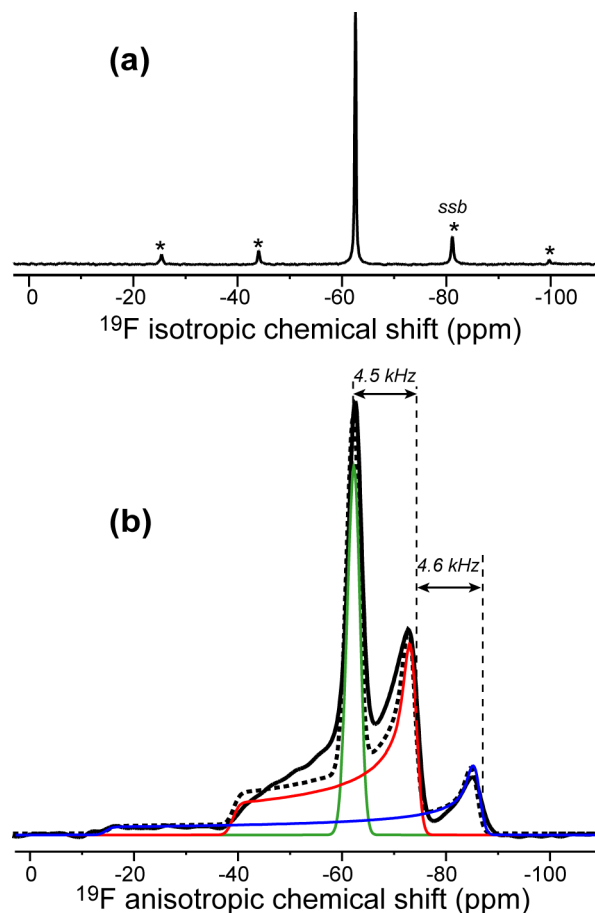 (a)
ssb
* * * *
0 -20 -40 -60 -80 -100
19F isotropic chemical shift (ppm)
4.5 kHz
(b)
4.6 kHz
0 -20 -40 -60 -80 -100
19F anisotropic chemical shift (ppm)